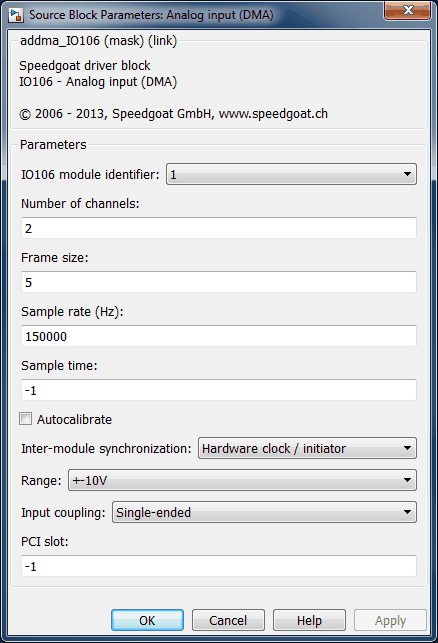 Source Block Parameters: Analog input (DMA)
addma_IO106 (mask) (link)
Speedgoat driver block
IO106 - Analog input (DMA)
© 2006 - 2013, Speedgoat GmbH, www.speedgoat.ch
Parameters
IO106 module identifier: 1
Number of channels:
2
Frame size:
5
Sample rate (Hz):
150000
Sample time:
-1
Autocalibrate
Inter-module synchronization: Hardware clock / initiator
Range: +-10V
Input coupling: Single-ended
PCI slot:
-1
OK Cancel Help Apply